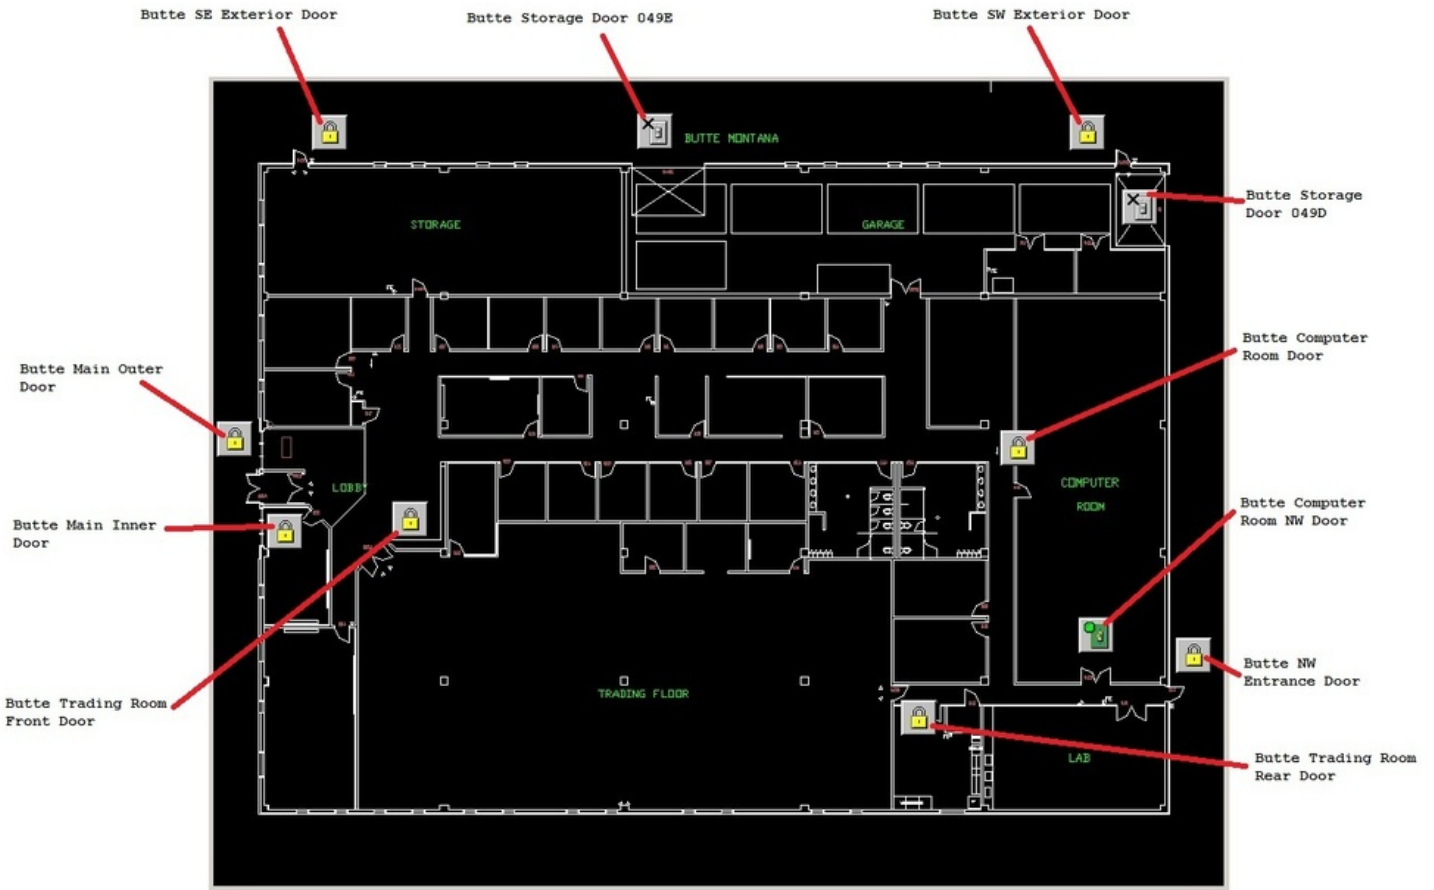 Butte SE Exterior Door
Butte Storage Door 049E
Butte SW Exterior Door
BUTTE MONTANA
Butte Storage
Door 049D
STORAGE
GARAGE
Butte Computer
Room Door
Butte Main Outer
Door
LOBBY
COMPUTER
ROOM
Butte Computer
Room NW Door
Butte Main Inner
Door
Butte NW
Entrance Door
Butte Trading Room
Front Door
TRADING FLOOR
LAB
Butte Trading Room
Rear Door